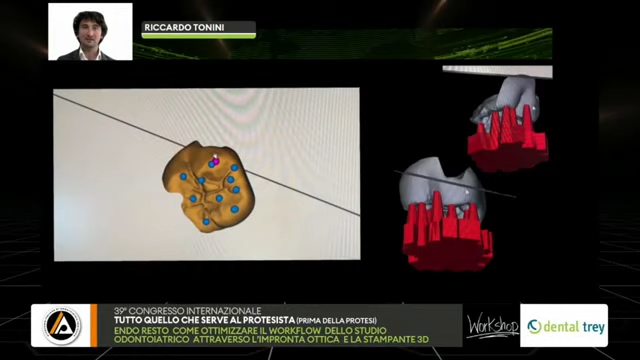 RICCARDO TONINI
39° CONGRESSO INTERNAZIONALE
TUTTO QUELLO CHE SERVE AL PROTESISTA (PRIMA DELLA PROTESI)
ENDO RESTO COME OTTIMIZZARE IL WORKFLOW DELLO STUDIO
ODONTOIATRICO ATTRAVERSO L'IMPRONTA OTTICA E LA STAMPANTE 3D
Workshop
dental trey